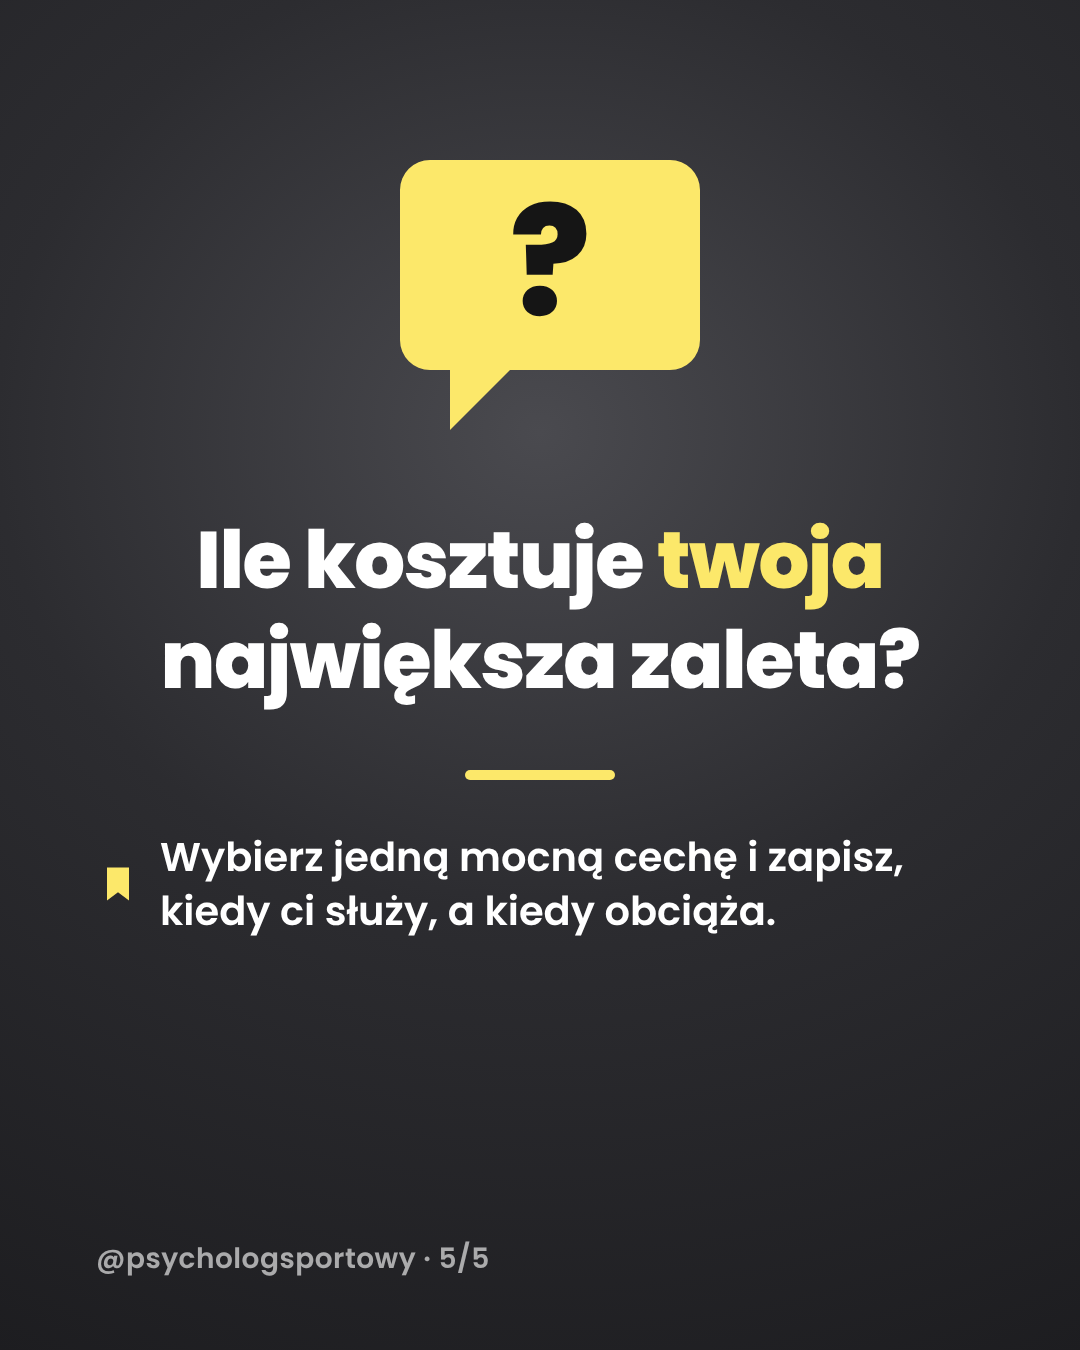 ?
Ile kosztuje twoja
największa zaleta?
Wybierz jedną mocną cechę i zapisz,
kiedy ci służy, a kiedy obciąża.
@psychologsportowy · 5/5